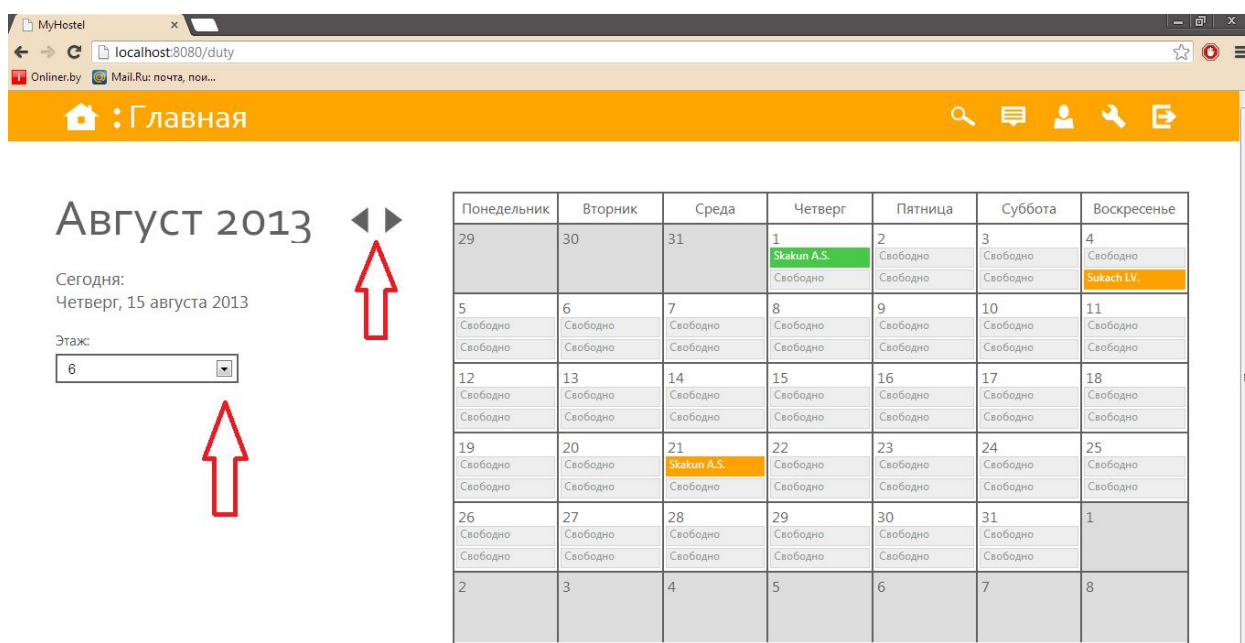 MyHostel
localhost:8080/duty
Onliner.by Mail.Ru: почта, пои...
: Главная
Август 2013
Сегодня:
Четверг, 15 августа 2013
Этаж:
6
Понедельник Вторник Среда Четверг Пятница Суббота Воскресенье
29 30 31 1 2 3 4
Skakun A.S. Свободно Свободно Свободно
Свободно Свободно Свободно Sukach I.V.
5 6 7 8 9 10 11
Свободно Свободно Свободно Свободно Свободно Свободно Свободно
Свободно Свободно Свободно Свободно Свободно Свободно Свободно
12 13 14 15 16 17 18
Свободно Свободно Свободно Свободно Свободно Свободно Свободно
Свободно Свободно Свободно Свободно Свободно Свободно Свободно
19 20 21 22 23 24 25
Свободно Свободно Skakun A.S. Свободно Свободно Свободно Свободно
Свободно Свободно Свободно Свободно Свободно Свободно Свободно
26 27 28 29 30 31 1
Свободно Свободно Свободно Свободно Свободно Свободно
Свободно Свободно Свободно Свободно Свободно Свободно
2 3 4 5 6 7 8